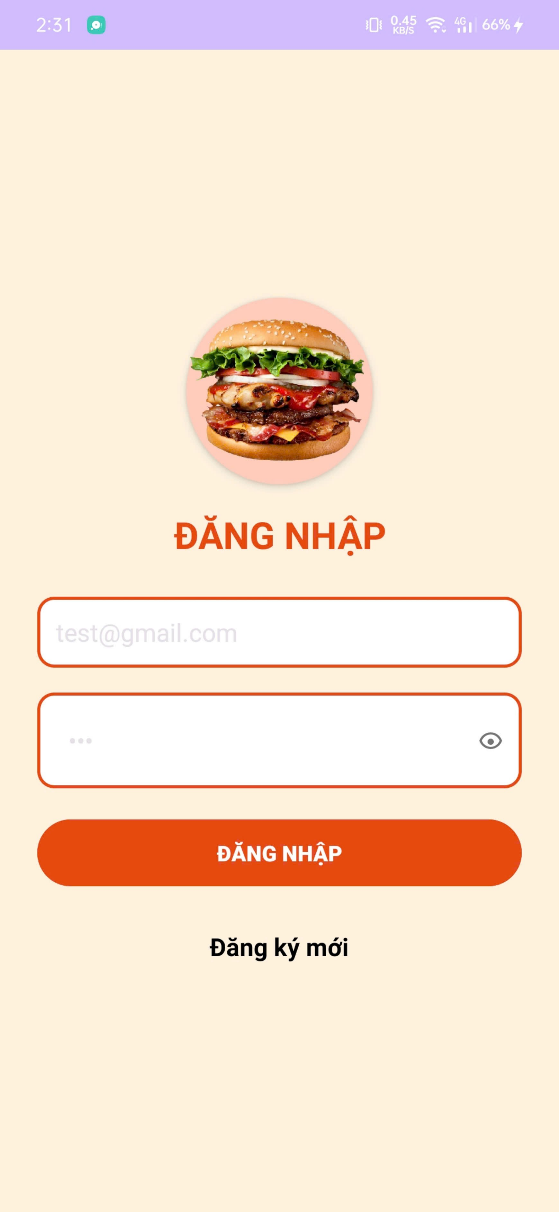 2:31
0.45
KB/S
4G
66%
ĐĂNG NHẬP
test@gmail.com
•••
ĐĂNG NHẬP
Đăng ký mới